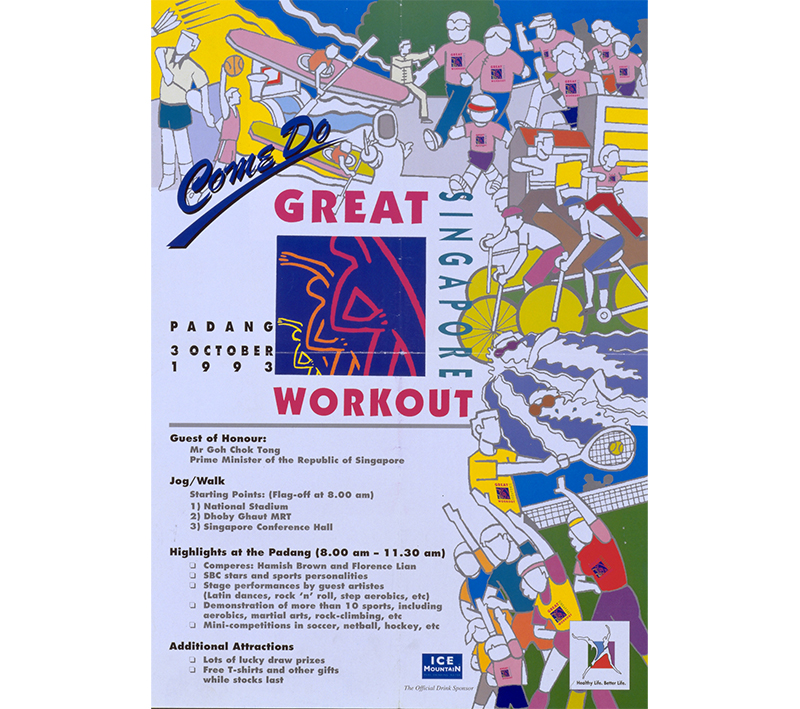 COME DO
GREAT
SINGAPORE
WORKOUT
PADANG
3 OCTOBER
1993
Guest of Honour:
Mr Goh Chok Tong
Prime Minister of the Republic of Singapore
Jog/Walk
Starting Points: (Flag-off at 8.00 am)
1) National Stadium
2) Dhoby Ghaut MRT
3) Singapore Conference Hall
Highlights at the Padang (8.00 am – 11.30 am)
❑ Comperes: Hamish Brown and Florence Lian
❑ SBC stars and sports personalities
❑ Stage performances by guest artistes
(Latin dances, rock 'n' roll, step aerobics, etc)
❑ Demonstration of more than 10 sports, including
aerobics, martial arts, rock-climbing, etc
❑ Mini-competitions in soccer, netball, hockey, etc
Additional Attractions
❑ Lots of lucky draw prizes
❑ Free T-shirts and other gifts
while stocks last
ICE
MOUNTAIN
The Official Drink Sponsor
Healthy Life. Better Life.